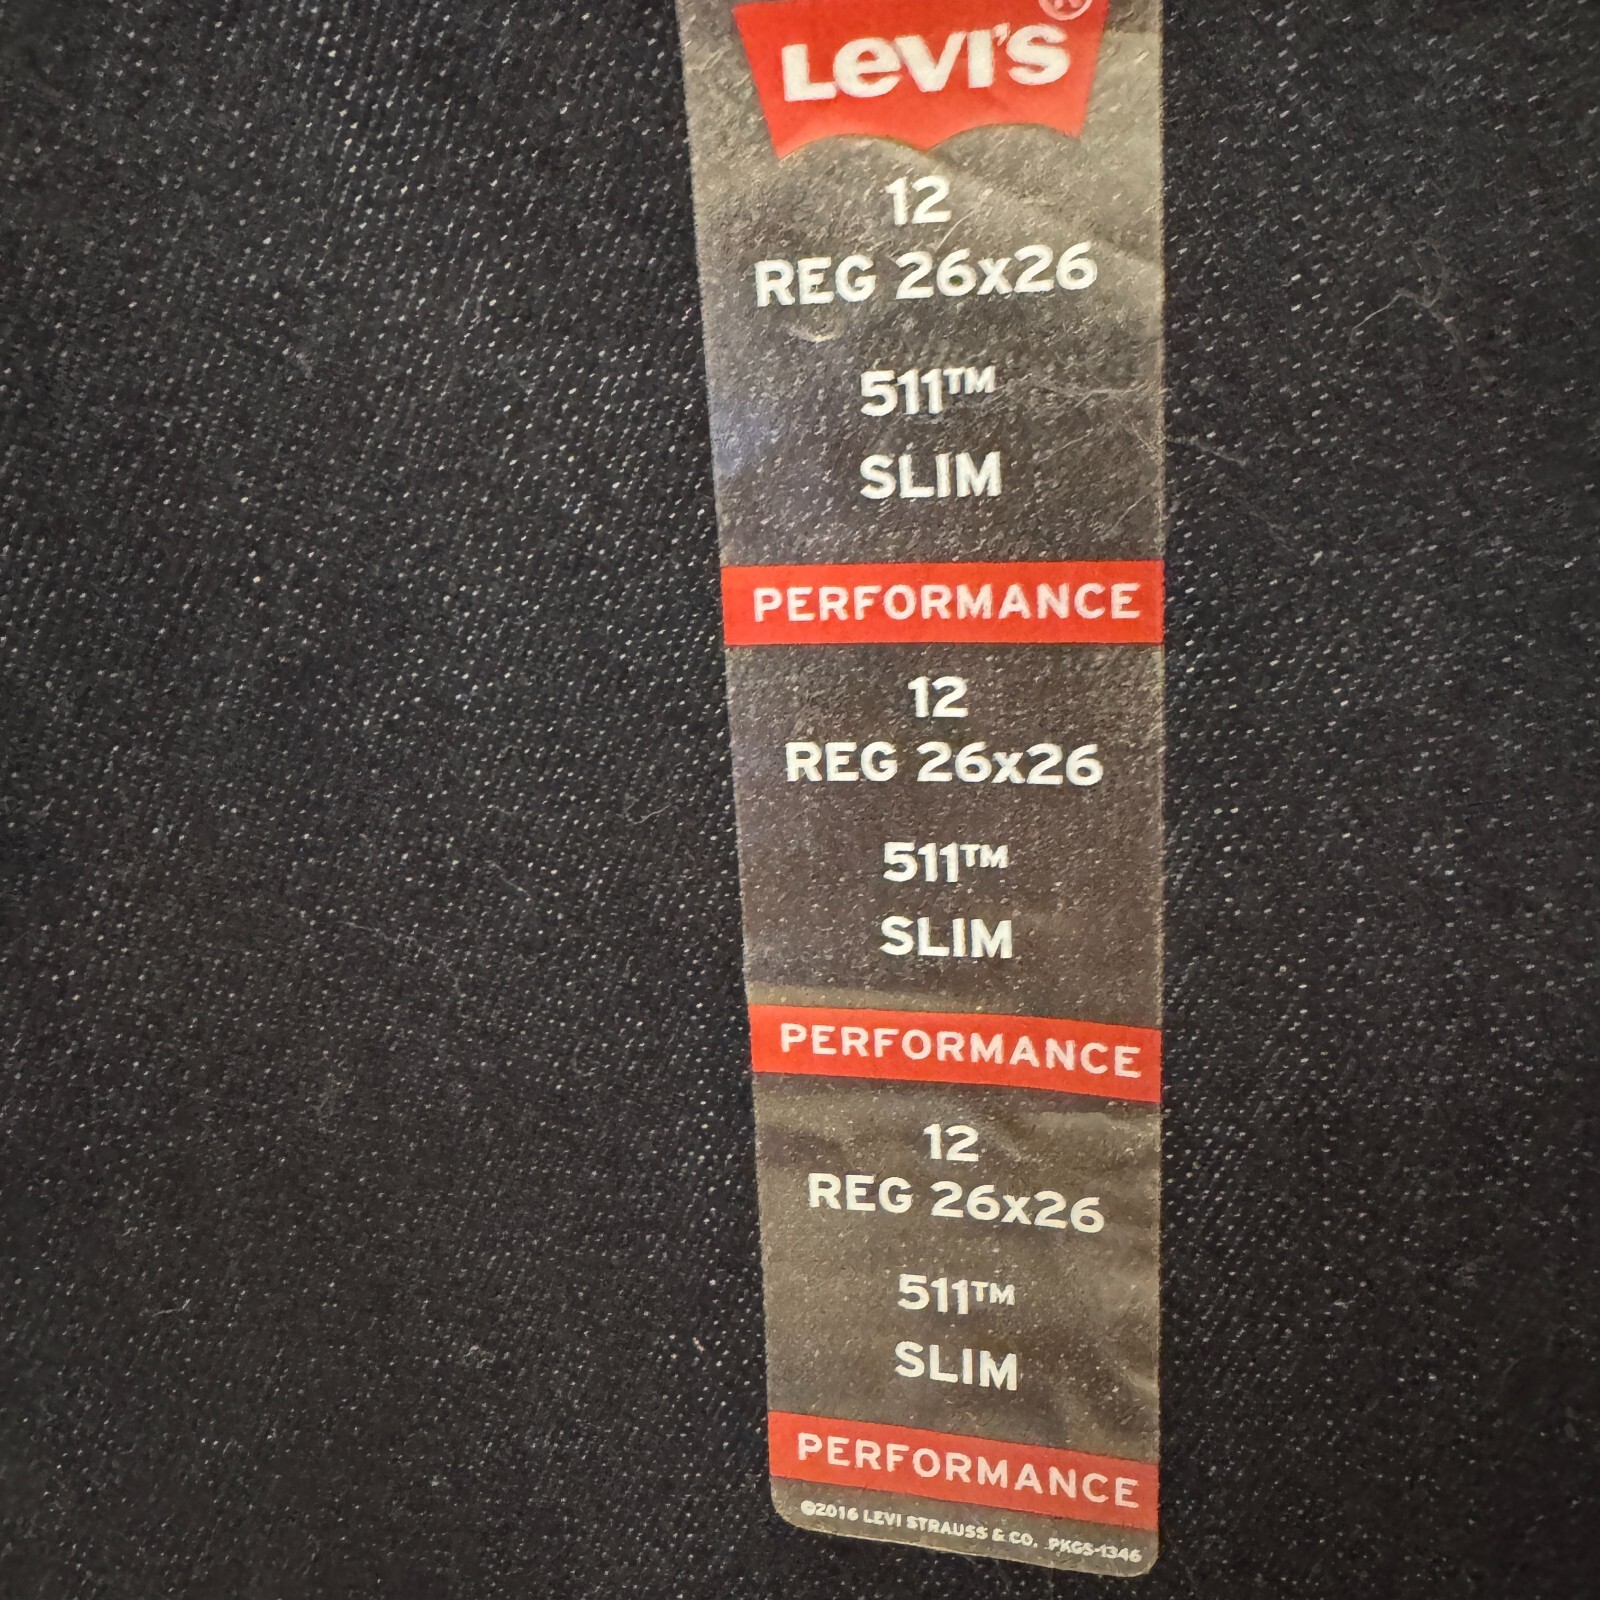 Levi's®
12
REG 26x26
511™
SLIM
PERFORMANCE
12
REG 26x26
511™
SLIM
PERFORMANCE
12
REG 26x26
511™
SLIM
PERFORMANCE
©2016 LEVI STRAUSS & CO. PKGS-1346